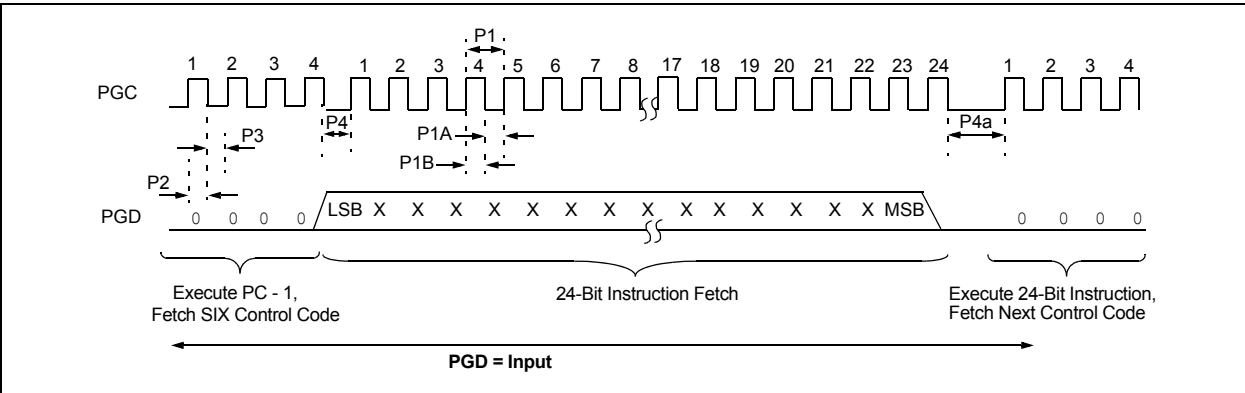 P1
1 2 3 4 1 2 3 4 5 6 7 8 17 18 19 20 21 22 23 24 1 2 3 4
PGC
P4 P4a
P3 P1A
P1B
P2
PGD 0 0 0 0 LSB X X X X X X X X X X X X X MSB 0 0 0 0
Execute PC - 1, 24-Bit Instruction Fetch Execute 24-Bit Instruction,
Fetch SIX Control Code Fetch Next Control Code
PGD = Input